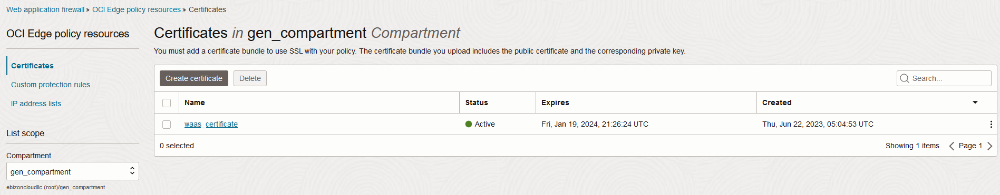 Web application firewall » OCI Edge policy resources » Certificates
OCI Edge policy resources
Certificates
Custom protection rules
IP address lists
List scope
Compartment
gen_compartment
ebizoncloudllc (root)/gen_compartment
Certificates in gen_compartment Compartment
You must add a certificate bundle to use SSL with your policy. The certificate bundle you upload includes the public certificate and the corresponding private key.
Create certificate Delete Search...
Name Status Expires Created
waas_certificate Active Fri, Jan 19, 2024, 21:26:24 UTC Thu, Jun 22, 2023, 05:04:53 UTC
0 selected Showing 1 items Page 1